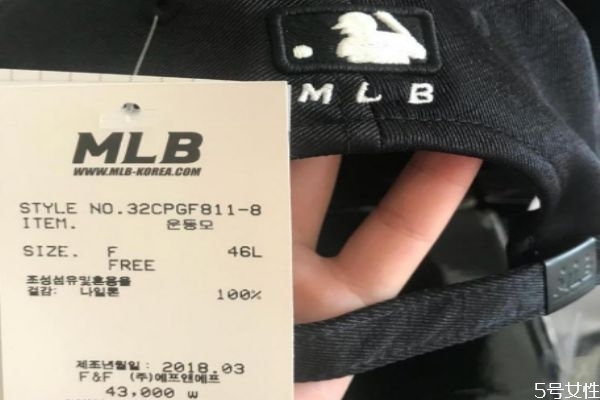 MLB
WWW.MLB-KOREA.COM
STYLE NO.32CPGF811-8
ITEM. 운동모
SIZE. F 46L
FREE
조성섬유및혼용율
겉감: 나일론 100%
제조년월일: 2018.03
F&F (주)에프앤에프
43,000 W
MLB
MLB
5号女性